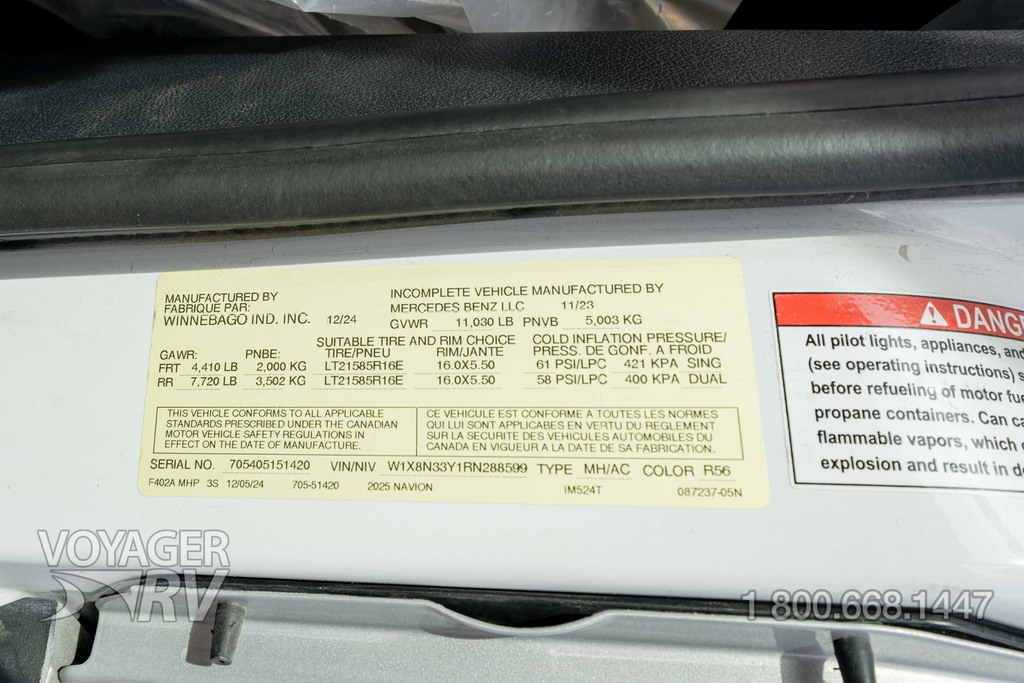 MANUFACTURED BY
FABRIQUE PAR:
WINNEBAGO IND. INC. 12/24
INCOMPLETE VEHICLE MANUFACTURED BY
MERCEDES BENZ LLC 11/23
GVWR 11,030 LB PNVB 5,003 KG
SUITABLE TIRE AND RIM CHOICE COLD INFLATION PRESSURE/
GAWR: PNBE: TIRE/PNEU RIM/JANTE PRESS. DE GONF. A FROID
FRT 4,410 LB 2,000 KG LT21585R16E 16.0X5.50 61 PSI/LPC 421 KPA SING
RR 7,720 LB 3,502 KG LT21585R16E 16.0X5.50 58 PSI/LPC 400 KPA DUAL
THIS VEHICLE CONFORMS TO ALL APPLICABLE
STANDARDS PRESCRIBED UNDER THE CANADIAN
MOTOR VEHICLE SAFETY REGULATIONS IN
EFFECT ON THE DATE OF MANUFACTURE.
CE VEHICULE EST CONFORME A TOUTES LES NORMES
QUI LUI SONT APPLICABLES EN VERTU DU REGLEMENT
SUR LA SECURITE DES VEHICULES AUTOMOBILES DU
CANADA EN VIGUEUR A LA DATE DE SA FABRICATION.
SERIAL NO. 705405151420 VIN/NIV W1X8N33Y1RN288599 TYPE MH/AC COLOR R56
F402A MHP 3S 12/05/24 705-51420 2025 NAVION IM524T 087237-05N
DANG
All pilot lights, appliances, and
(see operating instructions) s
before refueling of motor fue
propane containers. Can ca
flammable vapors, which
explosion and result in d
VOYAGER
RV
1 800.668.1447